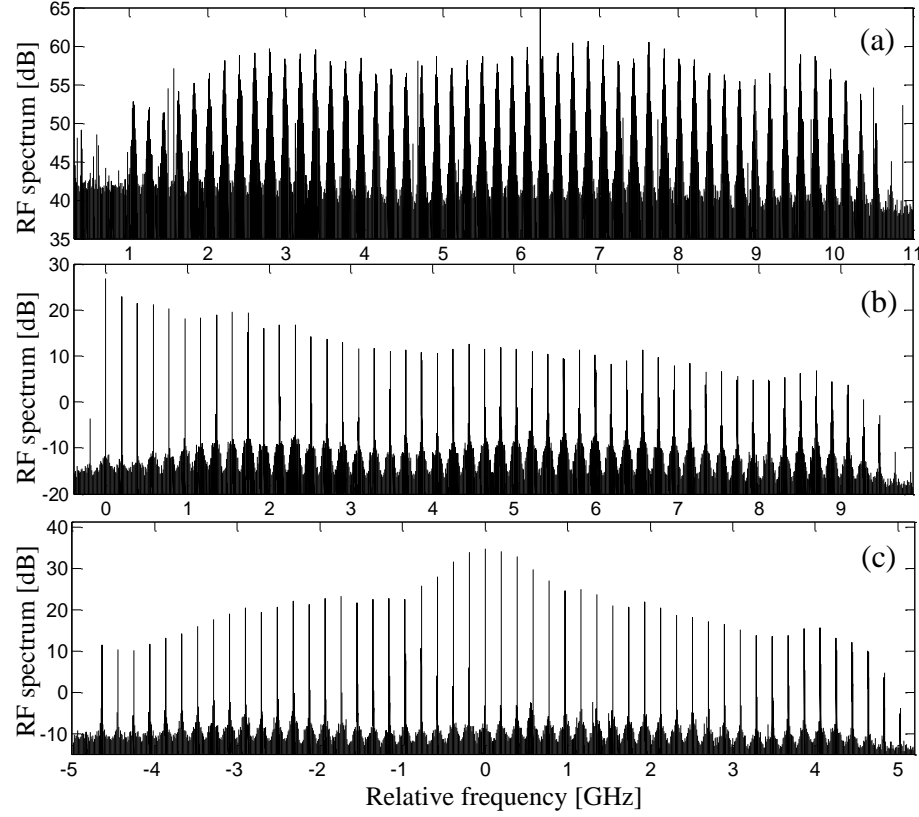 65
60
55
50
45
40
35
RF spectrum [dB]
(a)
1 2 3 4 5 6 7 8 9 10 11
30
20
10
0
-10
-20
RF spectrum [dB]
(b)
0 1 2 3 4 5 6 7 8 9
40
30
20
10
0
-10
RF spectrum [dB]
(c)
-5 -4 -3 -2 -1 0 1 2 3 4 5
Relative frequency [GHz]